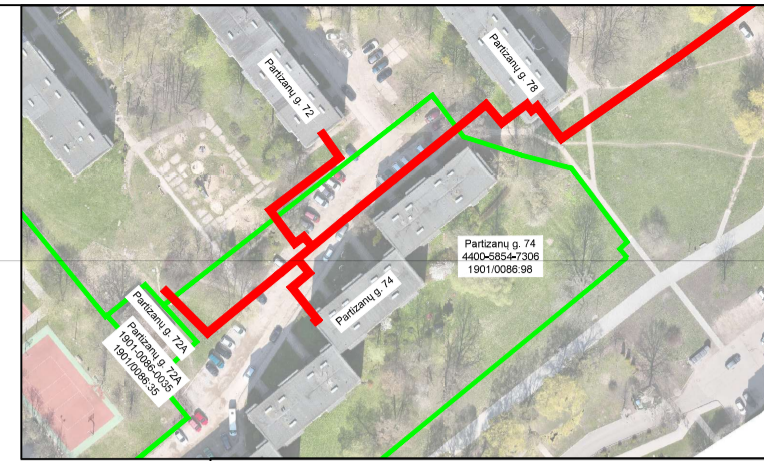 Partizanų g. 72
Partizanų g. 78
Partizanų g. 74
4400-5854-7306
1901/0086:98
Partizanų g. 74
Partizanų g. 72A
Partizanų g. 72A
1901-0086-0035
1901/0086:35